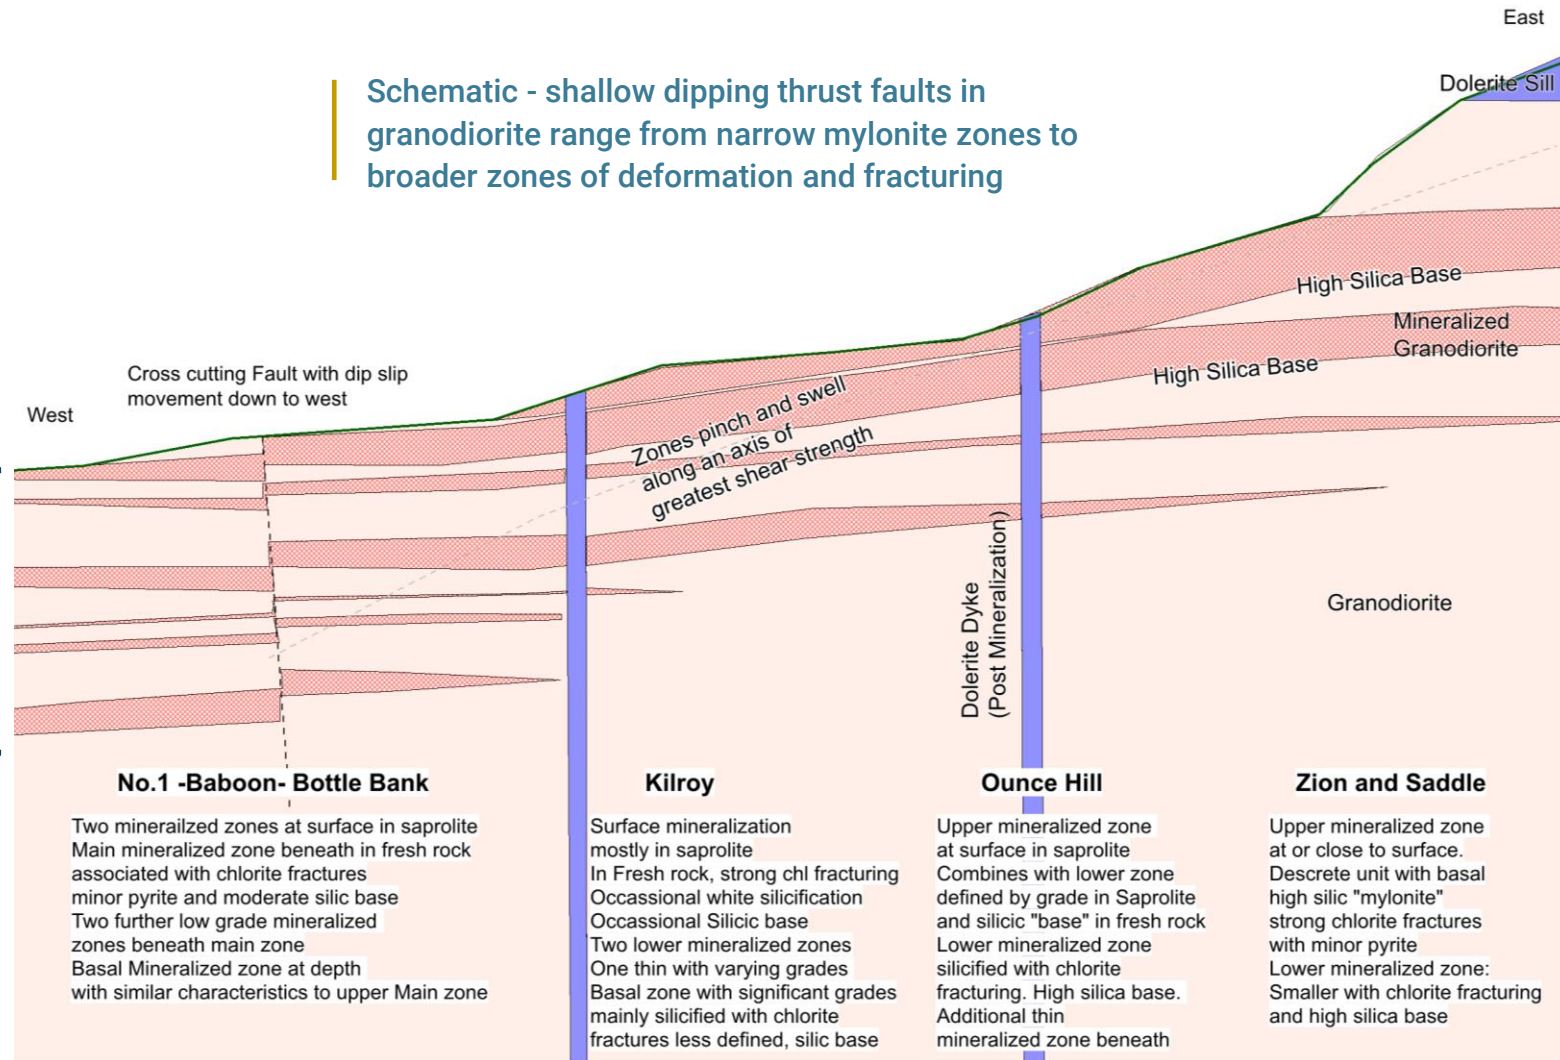 East
Dolerite Sill
Schematic - shallow dipping thrust faults in
granodiorite range from narrow mylonite zones to
broader zones of deformation and fracturing
High Silica Base
Mineralized
Granodiorite
High Silica Base
Cross cutting Fault with dip slip
movement down to west
West
Zones pinch and swell
along an axis of
greatest shear strength
Dolerite Dyke
(Post Mineralization)
Granodiorite
No.1 -Baboon- Bottle Bank
Two minerailzed zones at surface in saprolite
Main mineralized zone beneath in fresh rock
associated with chlorite fractures
minor pyrite and moderate silic base
Two further low grade mineralized
zones beneath main zone
Basal Mineralized zone at depth
with similar characteristics to upper Main zone
Kilroy
Surface mineralization
mostly in saprolite
In Fresh rock, strong chl fracturing
Occassional white silicification
Occassional Silicic base
Two lower mineralized zones
One thin with varying grades
Basal zone with significant grades
mainly silicified with chlorite
fractures less defined, silic base
Ounce Hill
Upper mineralized zone
at surface in saprolite
Combines with lower zone
defined by grade in Saprolite
and silicic "base" in fresh rock
Lower mineralized zone
silicified with chlorite
fracturing. High silica base.
Additional thin
mineralized zone beneath
Zion and Saddle
Upper mineralized zone
at or close to surface.
Descrete unit with basal
high silic "mylonite"
strong chlorite fractures
with minor pyrite
Lower mineralized zone:
Smaller with chlorite fracturing
and high silica base